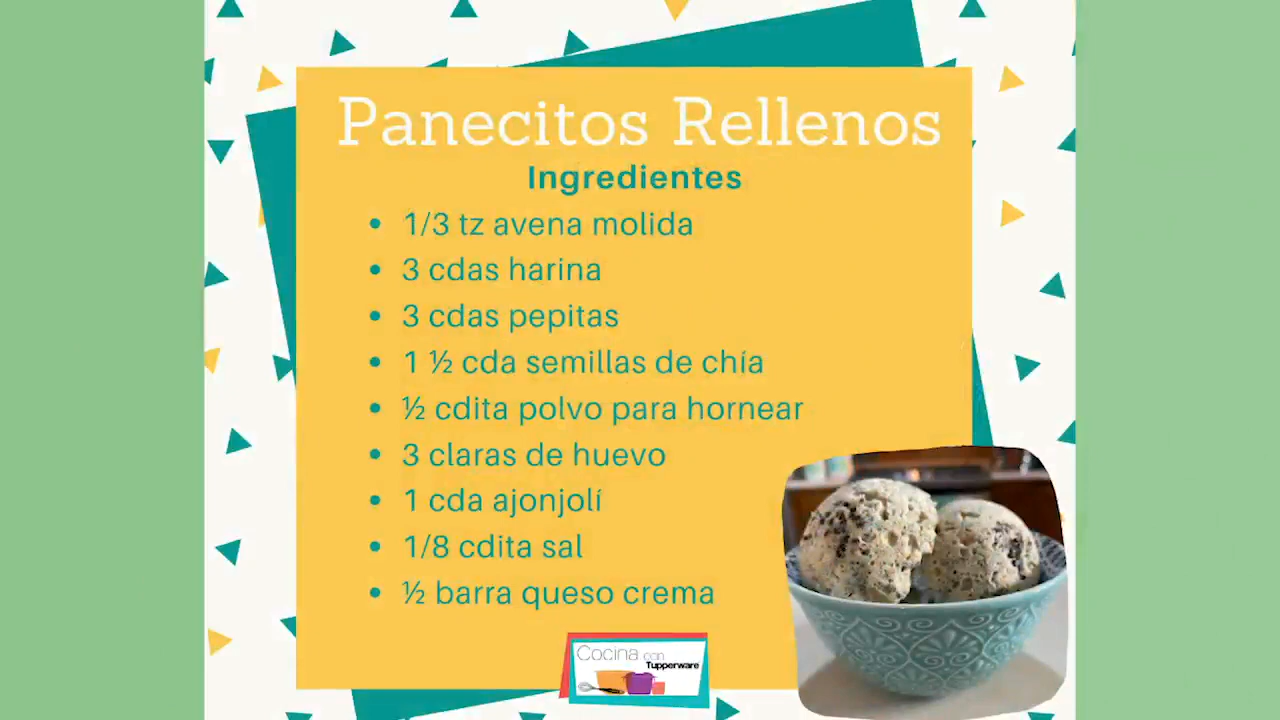 Panecitos Rellenos
Ingredientes
• 1/3 tz avena molida
• 3 cdas harina
• 3 cdas pepitas
• 1 ½ cda semillas de chía
• ½ cdita polvo para hornear
• 3 claras de huevo
• 1 cda ajonjolí
• 1/8 cdita sal
• ½ barra queso crema
Cocina con
Tupperware